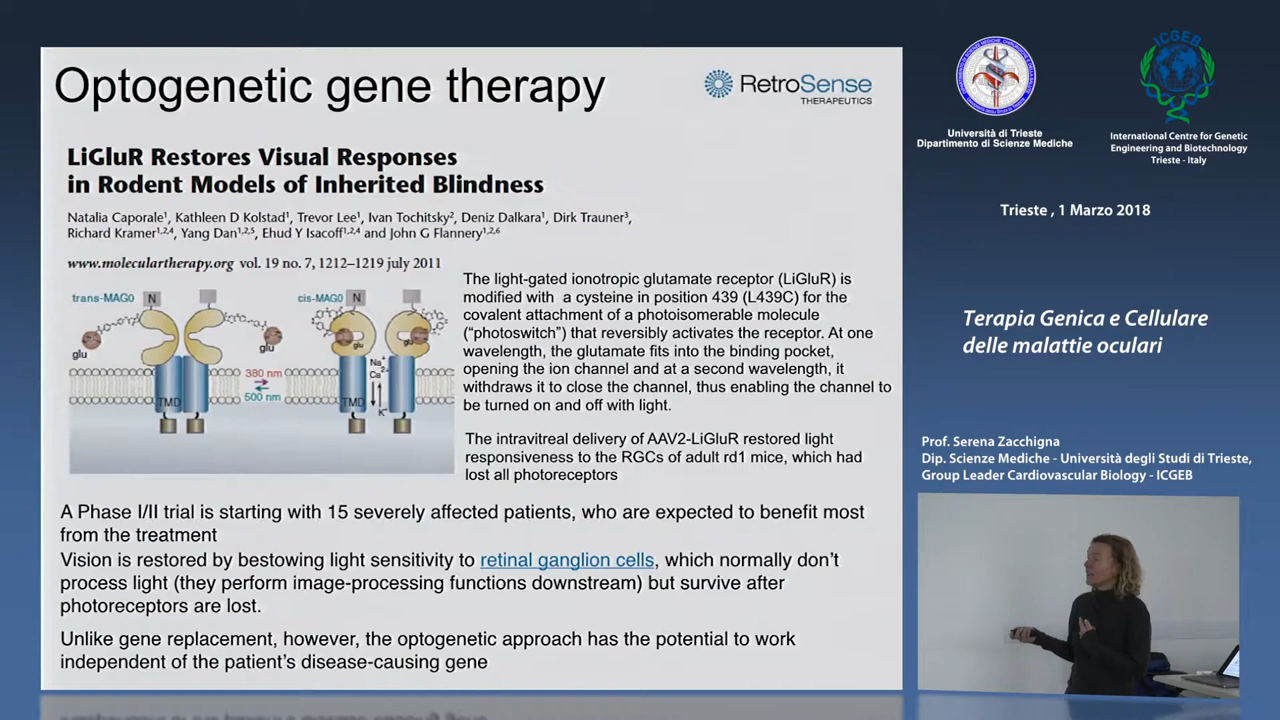 Optogenetic gene therapy
RetroSense
THERAPEUTICS
LiGluR Restores Visual Responses
in Rodent Models of Inherited Blindness
Natalia Caporale¹, Kathleen D Kolstad¹, Trevor Lee¹, Ivan Tochitsky², Deniz Dalkara¹, Dirk Trauner³,
Richard Kramer¹,²,⁴, Yang Dan¹,²,⁵, Ehud Y Isacoff¹,²,⁴ and John G Flannery¹,²,⁶
www.moleculartherapy.org vol. 19 no. 7, 1212–1219 july 2011
trans-MAG0
N
cis-MAG0
N
glu
glu
glu
380 nm
500 nm
Na⁺
Ca²⁺
K⁺
TMD
TMD
The light-gated ionotropic glutamate receptor (LiGluR) is
modified with a cysteine in position 439 (L439C) for the
covalent attachment of a photoisomerable molecule
(“photoswitch”) that reversibly activates the receptor. At one
wavelength, the glutamate fits into the binding pocket,
opening the ion channel and at a second wavelength, it
withdraws it to close the channel, thus enabling the channel to
be turned on and off with light.
The intravitreal delivery of AAV2-LiGluR restored light
responsiveness to the RGCs of adult rd1 mice, which had
lost all photoreceptors
A Phase I/II trial is starting with 15 severely affected patients, who are expected to benefit most
from the treatment
Vision is restored by bestowing light sensitivity to retinal ganglion cells, which normally don’t
process light (they perform image-processing functions downstream) but survive after
photoreceptors are lost.
Unlike gene replacement, however, the optogenetic approach has the potential to work
independent of the patient’s disease-causing gene
Università di Trieste
Dipartimento di Scienze Mediche
ICGEB
International Centre for Genetic
Engineering and Biotechnology
Trieste - Italy
Trieste , 1 Marzo 2018
Terapia Genica e Cellulare
delle malattie oculari
Prof. Serena Zacchigna
Dip. Scienze Mediche - Università degli Studi di Trieste,
Group Leader Cardiovascular Biology - ICGEB